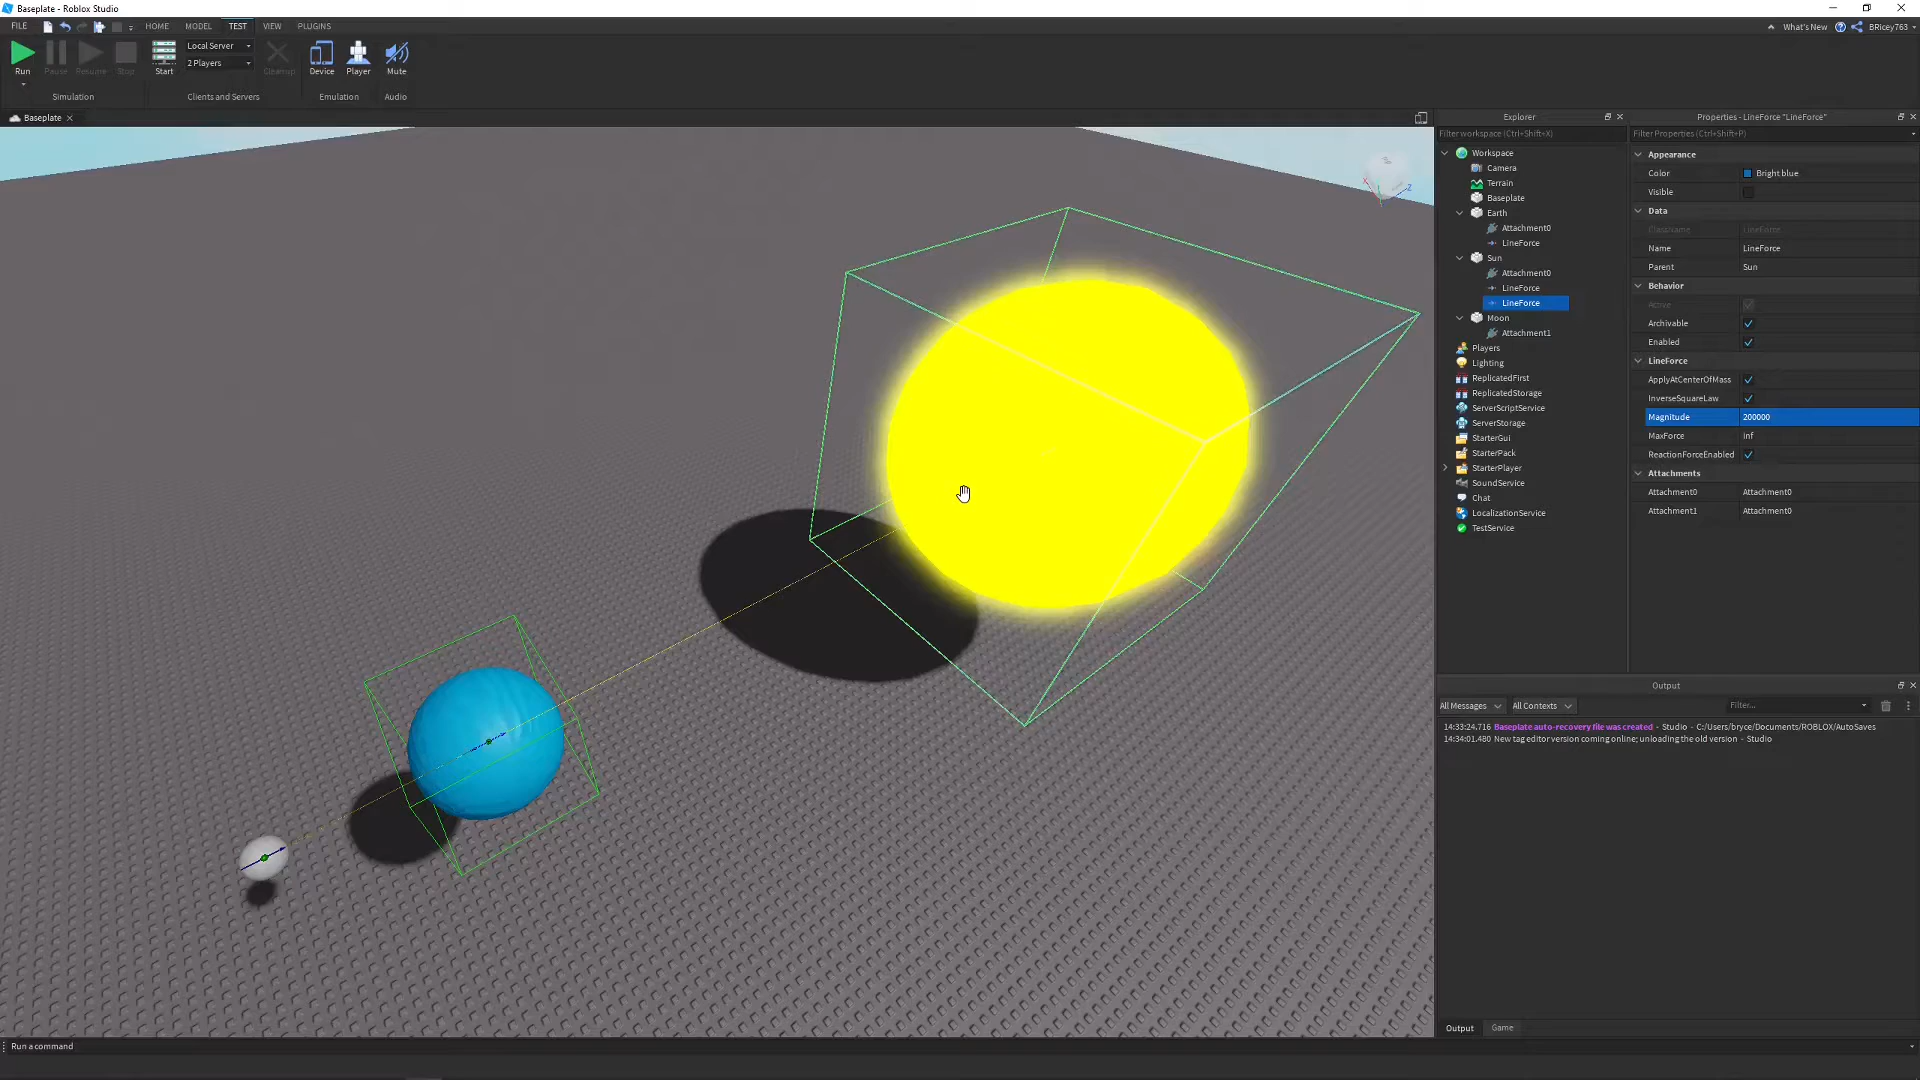 Baseplate - Roblox Studio
FILE HOME MODEL TEST VIEW PLUGINS
What's New BRicey763
Run Pause Resume Stop
Simulation
Start Local Server
2 Players
Cleanup
Clients and Servers
Device Player
Emulation
Mute
Audio
Baseplate
Explorer
Filter workspace (Ctrl+Shift+X)
Workspace
Camera
Terrain
Baseplate
Earth
Attachment0
LineForce
Sun
Attachment0
LineForce
LineForce
Moon
Attachment1
Players
Lighting
ReplicatedFirst
ReplicatedStorage
ServerScriptService
ServerStorage
StarterGui
StarterPack
StarterPlayer
SoundService
Chat
LocalizationService
TestService
Properties - LineForce "LineForce"
Filter Properties (Ctrl+Shift+P)
Appearance
Color Bright blue
Visible
Data
ClassName LineForce
Name LineForce
Parent Sun
Behavior
Active
Archivable
Enabled
LineForce
ApplyAtCenterOfMass
InverseSquareLaw
Magnitude 200000
MaxForce Inf
ReactionForceEnabled
Attachments
Attachment0 Attachment0
Attachment1 Attachment0
Output
All Messages All Contexts Filter...
14:33:24.716 Baseplate auto-recovery file was created - Studio - C:/Users/bryce/Documents/ROBLOX/AutoSaves
14:34:01.480 New tag editor version coming online; unloading the old version - Studio
Output Game
Run a command